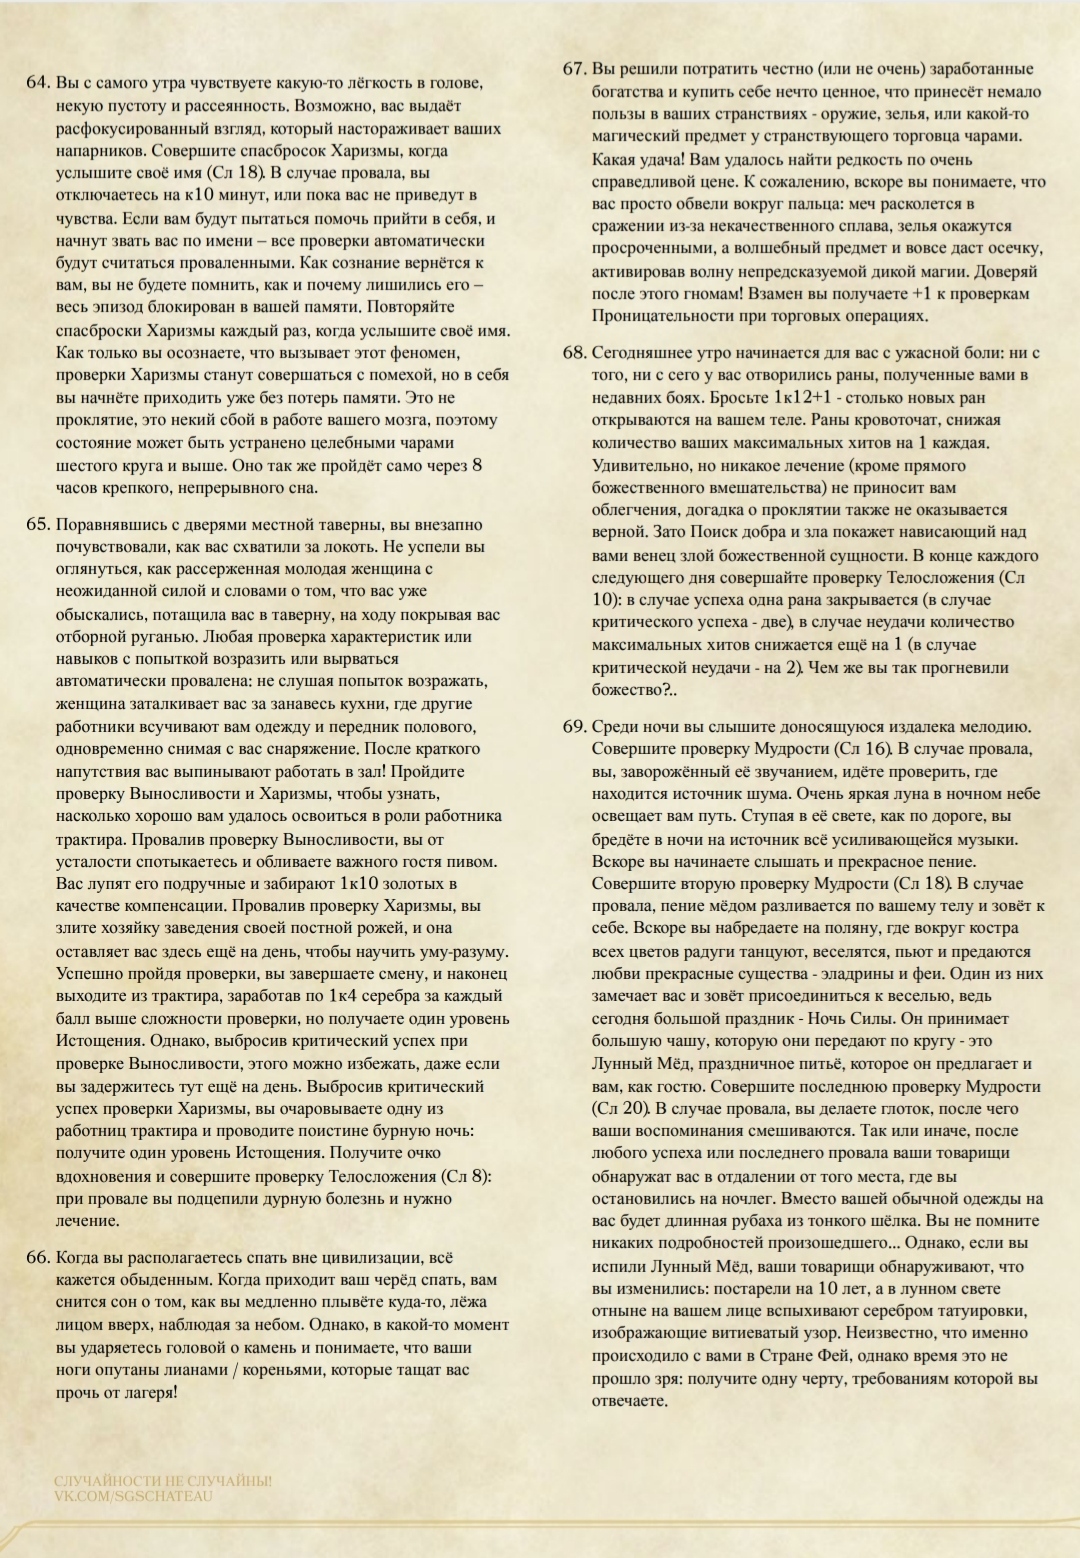 64. Вы с самого утра чувствуете какую-то лёгкость в голове,
некую пустоту и рассеянность. Возможно, вас выдаёт
расфокусированный взгляд, который настораживает ваших
напарников. Совершите спасбросок Харизмы, когда
услышите своё имя (Сл 18). В случае провала, вы
отключаетесь на к10 минут, или пока вас не приведут в
чувства. Если вам будут пытаться помочь прийти в себя, и
начнут звать вас по имени – все проверки автоматически
будут считаться проваленными. Как сознание вернётся к
вам, вы не будете помнить, как и почему лишились его –
весь эпизод блокирован в вашей памяти. Повторяйте
спасброски Харизмы каждый раз, когда услышите своё имя.
Как только вы осознаете, что вызывает этот феномен,
проверки Харизмы станут совершаться с помехой, но в себя
вы начнёте приходить уже без потерь памяти. Это не
проклятие, это некий сбой в работе вашего мозга, поэтому
состояние может быть устранено целебными чарами
шестого круга и выше. Оно так же пройдёт само через 8
часов крепкого, непрерывного сна.
65. Поравнявшись с дверями местной таверны, вы внезапно
почувствовали, как вас схватили за локоть. Не успели вы
оглянуться, как рассерженная молодая женщина с
неожиданной силой и словами о том, что вас уже
обыскались, потащила вас в таверну, на ходу покрывая вас
отборной руганью. Любая проверка характеристик или
навыков с попыткой возразить или вырваться
автоматически провалена: не слушая попыток возражать,
женщина заталкивает вас за занавесь кухни, где другие
работники всучивают вам одежду и передник полового,
одновременно снимая с вас снаряжение. После краткого
напутствия вас выпинывают работать в зал! Пройдите
проверку Выносливости и Харизмы, чтобы узнать,
насколько хорошо вам удалось освоиться в роли работника
трактира. Провалив проверку Выносливости, вы от
усталости спотыкаетесь и обливаете важного гостя пивом.
Вас лупят его подручные и забирают 1к10 золотых в
качестве компенсации. Провалив проверку Харизмы, вы
злите хозяйку заведения своей постной рожей, и она
оставляет вас здесь ещё на день, чтобы научить уму-разуму.
Успешно пройдя проверки, вы завершаете смену, и наконец
выходите из трактира, заработав по 1к4 серебра за каждый
балл выше сложности проверки, но получаете один уровень
Истощения. Однако, выбросив критический успех при
проверке Выносливости, этого можно избежать, даже если
вы задержитесь тут ещё на день. Выбросив критический
успех проверки Харизмы, вы очаровываете одну из
работниц трактира и проводите поистине бурную ночь:
получите один уровень Истощения. Получите очко
вдохновения и совершите проверку Телосложения (Сл 8):
при провале вы подцепили дурную болезнь и нужно
лечение.
66. Когда вы располагаетесь спать вне цивилизации, всё
кажется обыденным. Когда приходит ваш черёд спать, вам
снится сон о том, как вы медленно плывёте куда-то, лёжа
лицом вверх, наблюдая за небом. Однако, в какой-то момент
вы ударяетесь головой о камень и понимаете, что ваши
ноги опутаны лианами / кореньями, которые тащат вас
прочь от лагеря!
67. Вы решили потратить честно (или не очень) заработанные
богатства и купить себе нечто ценное, что принесёт немало
пользы в ваших странствиях - оружие, зелья, или какой-то
магический предмет у странствующего торговца чарами.
Какая удача! Вам удалось найти редкость по очень
справедливой цене. К сожалению, вскоре вы понимаете, что
вас просто обвели вокруг пальца: меч расколется в
сражении из-за некачественного сплава, зелья окажутся
просроченными, а волшебный предмет и вовсе даст осечку,
активировав волну непредсказуемой дикой магии. Доверяй
после этого гномам! Взамен вы получаете +1 к проверкам
Проницательности при торговых операциях.
68. Сегодняшнее утро начинается для вас с ужасной боли: ни с
того, ни с сего у вас отворились раны, полученные вами в
недавних боях. Бросьте 1к12+1 - столько новых ран
открываются на вашем теле. Раны кровоточат, снижая
количество ваших максимальных хитов на 1 каждая.
Удивительно, но никакое лечение (кроме прямого
божественного вмешательства) не приносит вам
облегчения, догадка о проклятии также не оказывается
верной. Зато Поиск добра и зла покажет нависающий над
вами венец злой божественной сущности. В конце каждого
следующего дня совершайте проверку Телосложения (Сл
10): в случае успеха одна рана закрывается (в случае
критического успеха - две), в случае неудачи количество
максимальных хитов снижается ещё на 1 (в случае
критической неудачи - на 2). Чем же вы так прогневили
божество?..
69. Среди ночи вы слышите доносящуюся издалека мелодию.
Совершите проверку Мудрости (Сл 16). В случае провала,
вы, заворожённый её звучанием, идёте проверить, где
находится источник шума. Очень яркая луна в ночном небе
освещает вам путь. Ступая в её свете, как по дороге, вы
бредёте в ночи на источник всё усиливающейся музыки.
Вскоре вы начинаете слышать и прекрасное пение.
Совершите вторую проверку Мудрости (Сл 18). В случае
провала, пение мёдом разливается по вашему телу и зовёт к
себе. Вскоре вы набредаете на поляну, где вокруг костра
всех цветов радуги танцуют, веселятся, пьют и предаются
любви прекрасные существа - эладрины и феи. Один из них
замечает вас и зовёт присоединиться к веселью, ведь
сегодня большой праздник - Ночь Силы. Он принимает
большую чашу, которую они передают по кругу - это
Лунный Мёд, праздничное питьё, которое он предлагает и
вам, как гостю. Совершите последнюю проверку Мудрости
(Сл 20). В случае провала, вы делаете глоток, после чего
ваши воспоминания смешиваются. Так или иначе, после
любого успеха или последнего провала ваши товарищи
обнаружат вас в отдалении от того места, где вы
остановились на ночлег. Вместо вашей обычной одежды на
вас будет длинная рубаха из тонкого шёлка. Вы не помните
никаких подробностей произошедшего... Однако, если вы
испили Лунный Мёд, ваши товарищи обнаруживают, что
вы изменились: постарели на 10 лет, а в лунном свете
отныне на вашем лице вспыхивают серебром татуировки,
изображающие витиеватый узор. Неизвестно, что именно
происходило с вами в Стране Фей, однако время это не
прошло зря: получите одну черту, требованиям которой вы
отвечаете.
СЛУЧАЙНОСТИ НЕ СЛУЧАЙНЫ!
VK.COM/SGSCHATEAU